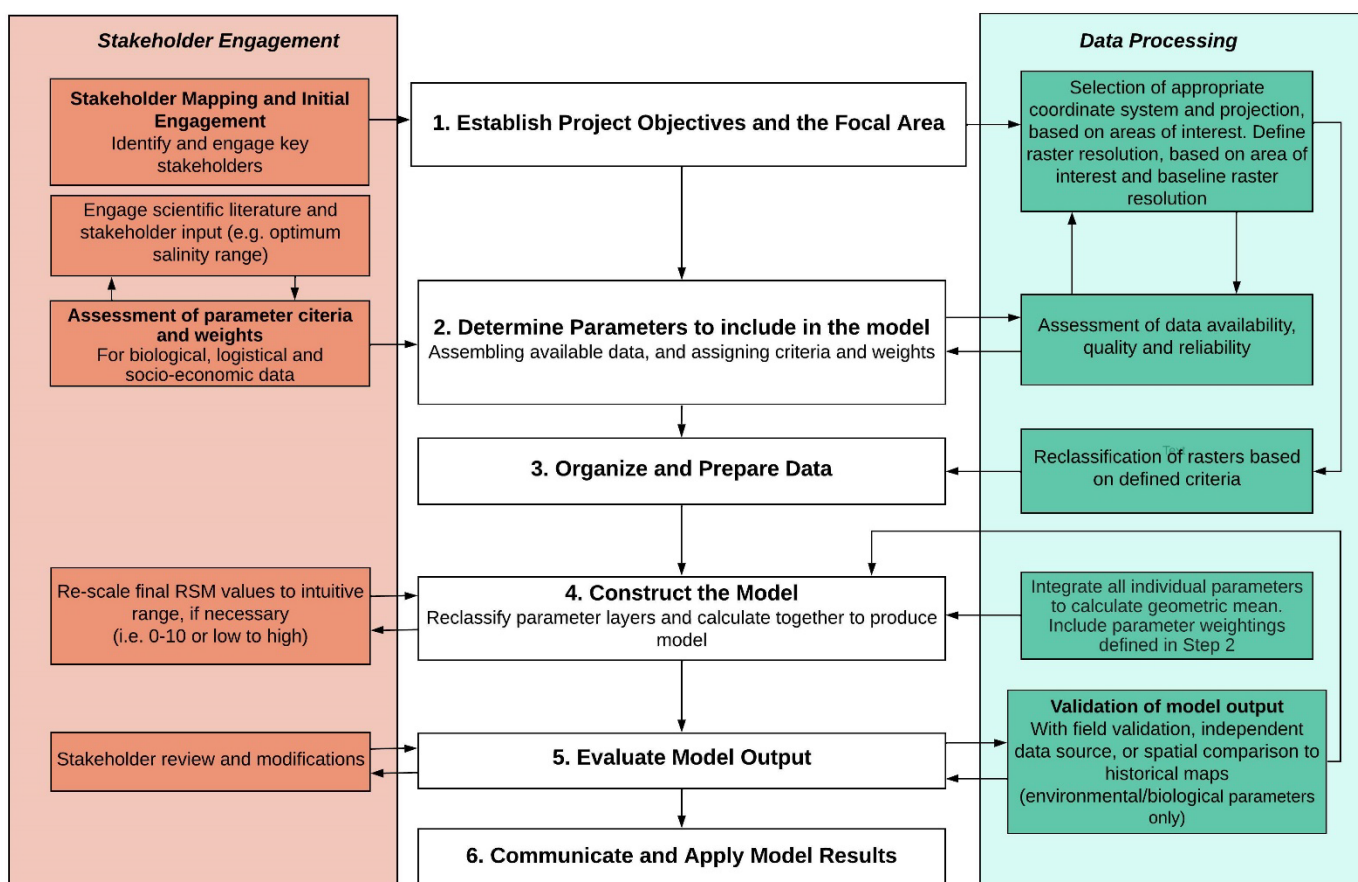 Stakeholder Engagement
Stakeholder Mapping and Initial
Engagement
Identify and engage key
stakeholders
Engage scientific literature and
stakeholder input (e.g. optimum
salinity range)
Assessment of parameter citeria
and weights
For biological, logistical and
socio-economic data
Re-scale final RSM values to intuitive
range, if necessary
(i.e. 0-10 or low to high)
Stakeholder review and modifications
1. Establish Project Objectives and the Focal Area
2. Determine Parameters to include in the model
Assembling available data, and assigning criteria and weights
3. Organize and Prepare Data
4. Construct the Model
Reclassify parameter layers and calculate together to produce
model
5. Evaluate Model Output
6. Communicate and Apply Model Results
Data Processing
Selection of appropriate
coordinate system and projection,
based on areas of interest. Define
raster resolution, based on area of
interest and baseline raster
resolution
Assessment of data availability,
quality and reliability
Text
Reclassification of rasters based
on defined criteria
Integrate all individual parameters
to calculate geometric mean.
Include parameter weightings
defined in Step 2
Validation of model output
With field validation, independent
data source, or spatial comparison to
historical maps
(environmental/biological parameters
only)